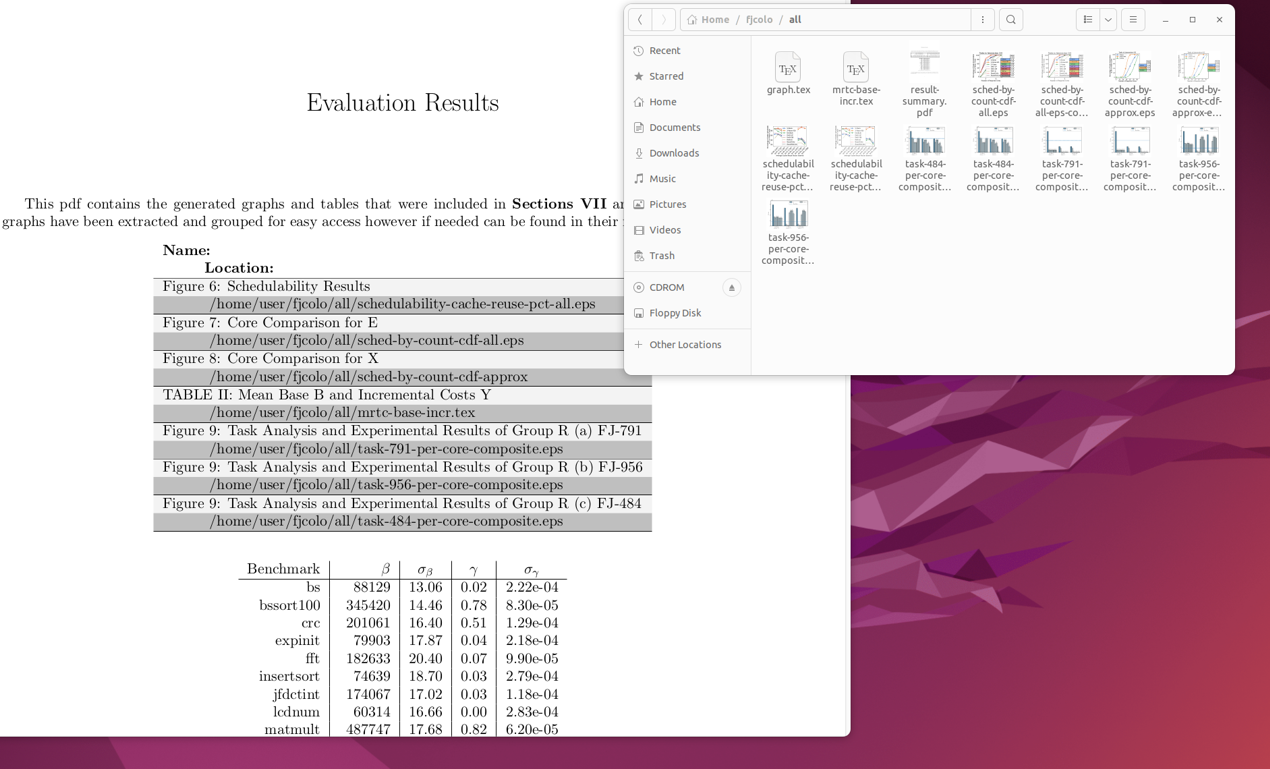 Evaluation Results
This pdf contains the generated graphs and tables that were included in Sections VII
graphs have been extracted and grouped for easy access however if needed can be found in their
Name:
Location:
Figure 6: Schedulability Results
/home/user/fjcolo/all/schedulability-cache-reuse-pct-all.eps
Figure 7: Core Comparison for E
/home/user/fjcolo/all/sched-by-count-cdf-all.eps
Figure 8: Core Comparison for X
/home/user/fjcolo/all/sched-by-count-cdf-approx
TABLE II: Mean Base B and Incremental Costs Y
/home/user/fjcolo/all/mrtc-base-incr.tex
Figure 9: Task Analysis and Experimental Results of Group R (a) FJ-791
/home/user/fjcolo/all/task-791-per-core-composite.eps
Figure 9: Task Analysis and Experimental Results of Group R (b) FJ-956
/home/user/fjcolo/all/task-956-per-core-composite.eps
Figure 9: Task Analysis and Experimental Results of Group R (c) FJ-484
/home/user/fjcolo/all/task-484-per-core-composite.eps
Benchmark β σβ γ σγ
bs 88129 13.06 0.02 2.22e-04
bssort100 345420 14.46 0.78 8.30e-05
crc 201061 16.40 0.51 1.29e-04
expinit 79903 17.87 0.04 2.18e-04
fft 182633 20.40 0.07 9.90e-05
insertsort 74639 18.70 0.03 2.79e-04
jfdctint 174067 17.02 0.03 1.18e-04
lcdnum 60314 16.66 0.00 2.83e-04
matmult 487747 17.68 0.82 6.20e-05
Home / fjcolo / all
Recent
Starred
Home
Documents
Downloads
Music
Pictures
Videos
Trash
CDROM
Floppy Disk
Other Locations
TEX
graph.tex
TEX
mrtc-base-
incr.tex
result-
summary.
pdf
sched-by-
count-cdf-
all.eps
sched-by-
count-cdf-
all-eps-co…
sched-by-
count-cdf-
approx.eps
sched-by-
count-cdf-
approx-e…
schedulabil
ity-cache-
reuse-pct…
schedulabil
ity-cache-
reuse-pct…
task-484-
per-core-
composit…
task-484-
per-core-
composit…
task-791-
per-core-
composit…
task-791-
per-core-
composit…
task-956-
per-core-
composit…
task-956-
per-core-
composit…